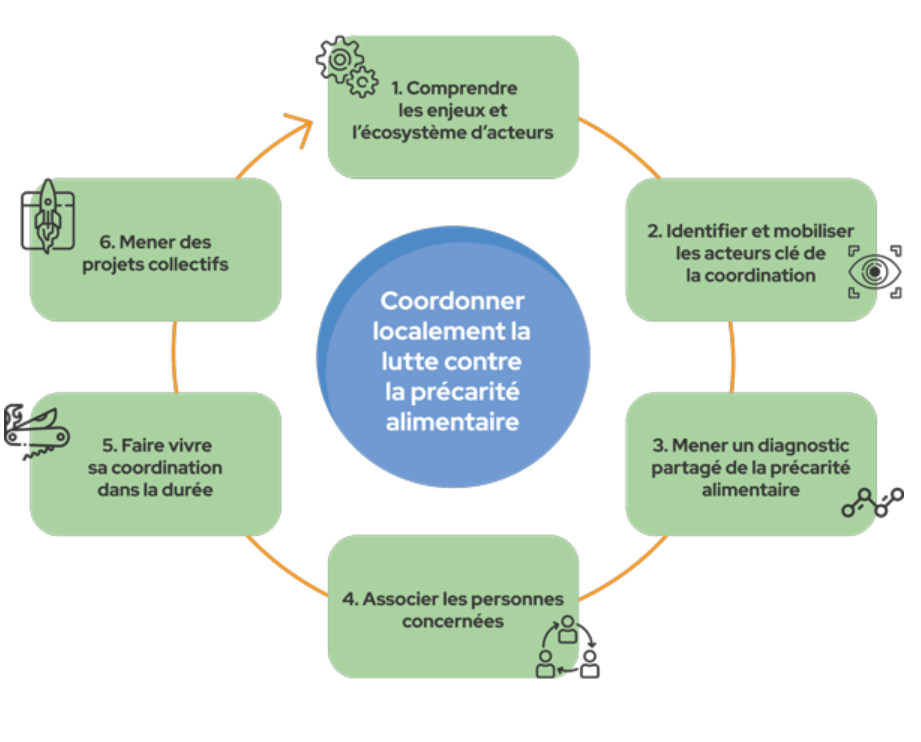 1. Comprendre
les enjeux et
l'écosystème d'acteurs
2. Identifier et mobiliser
les acteurs clé de
la coordination
3. Mener un diagnostic
partagé de la précarité
alimentaire
4. Associer les personnes
concernées
5. Faire vivre
sa coordination
dans la durée
6. Mener des
projets collectifs
Coordonner
localement la
lutte contre
la précarité
alimentaire